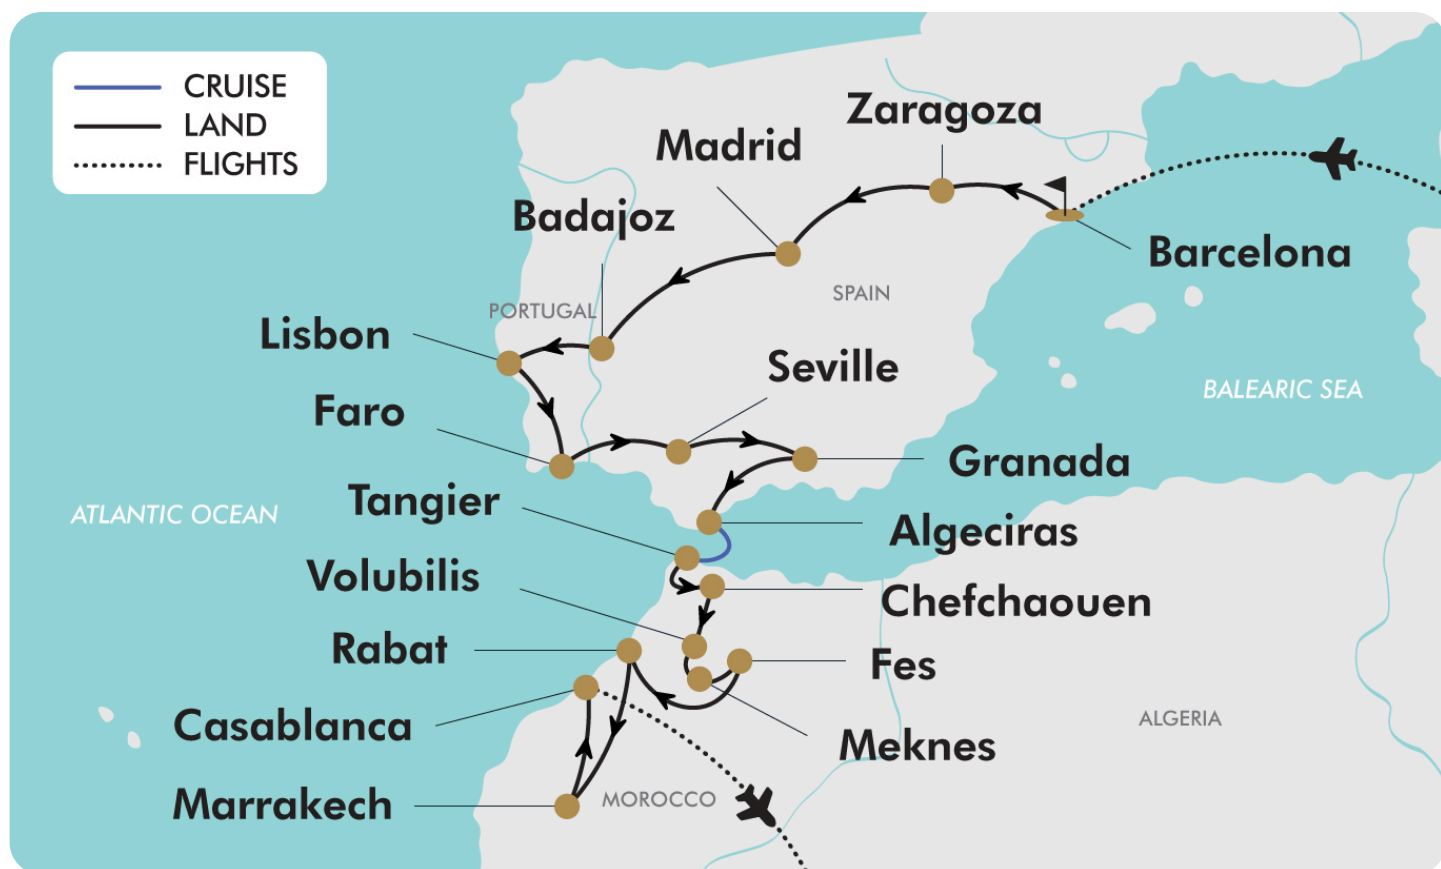 CRUISE
LAND
FLIGHTS
Zaragoza
Madrid
Badajoz
Barcelona
SPAIN
PORTUGAL
Lisbon
Seville
BALEARIC SEA
Faro
Granada
Tangier
ATLANTIC OCEAN
Algeciras
Volubilis
Chefchaouen
Rabat
Fes
Casablanca
ALGERIA
Meknes
MOROCCO
Marrakech